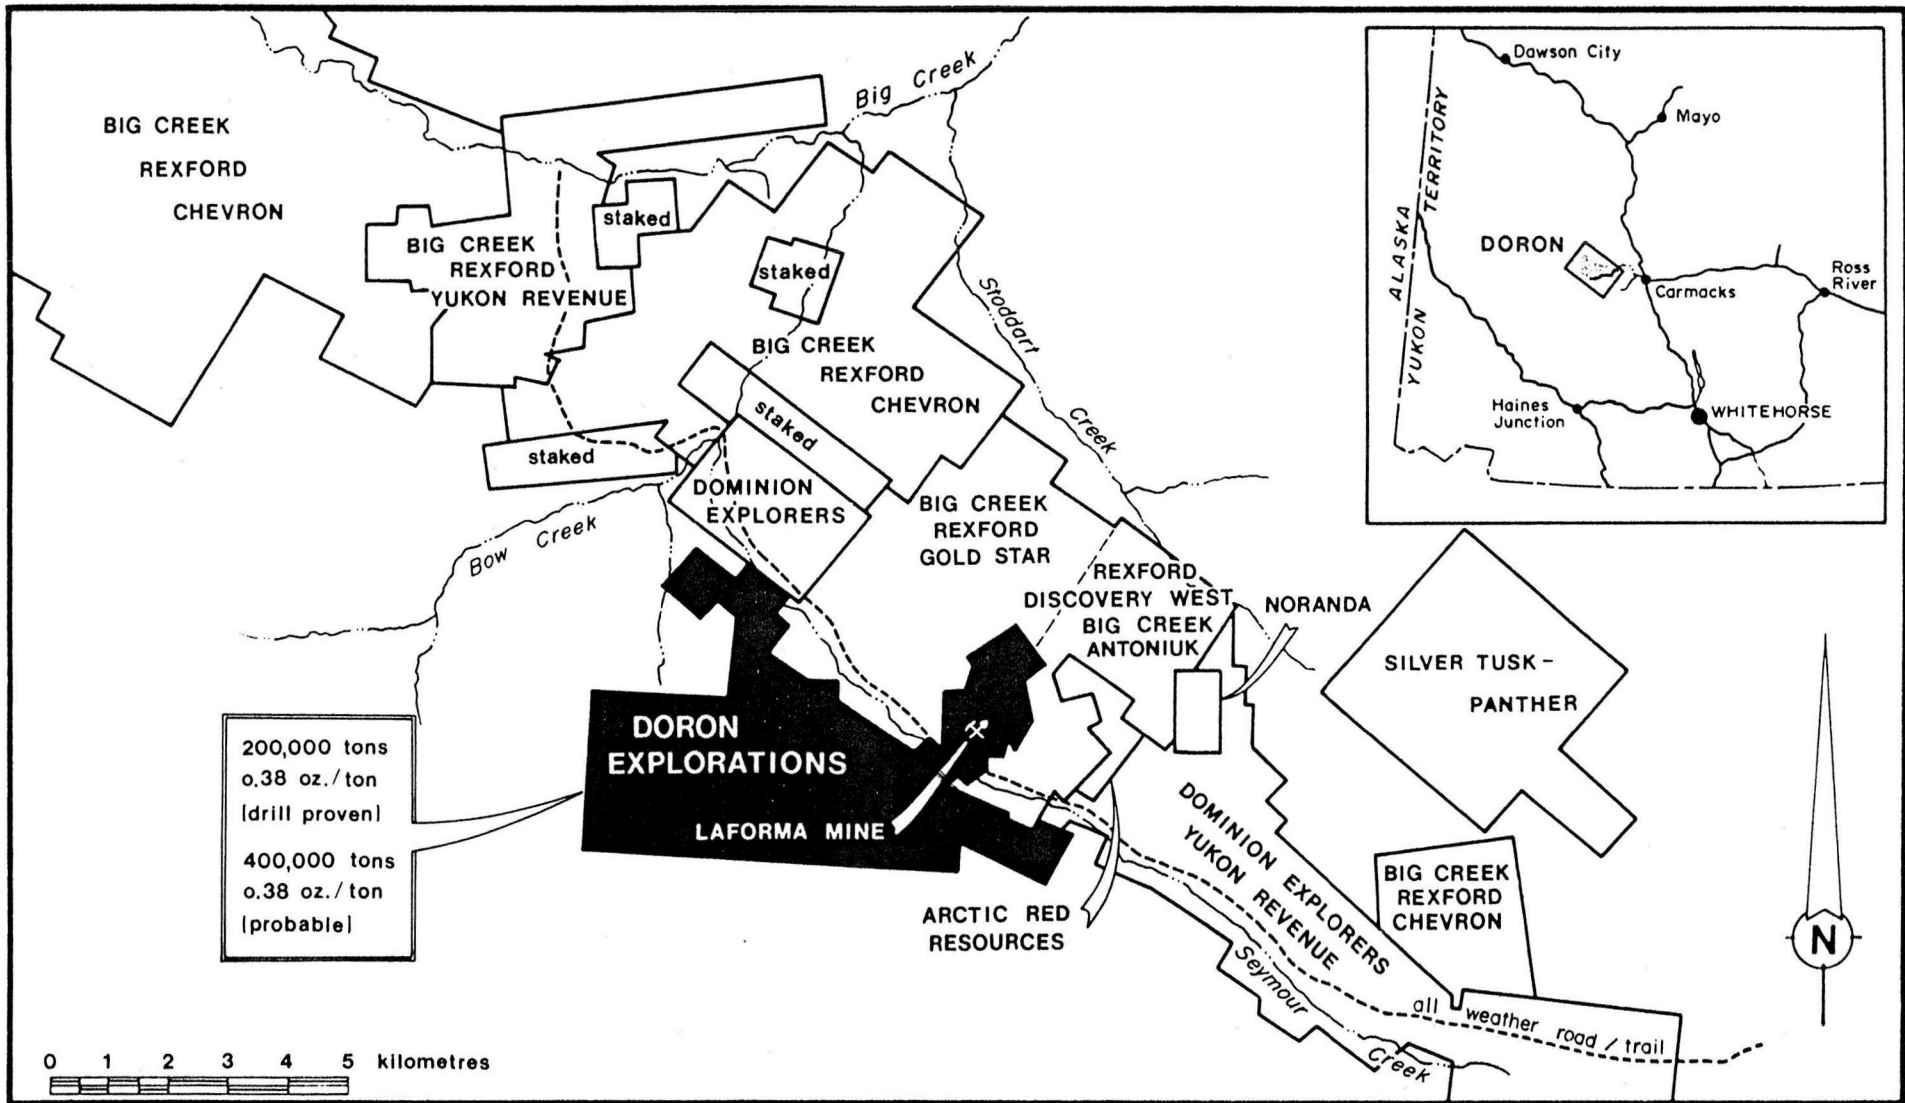 BIG CREEK
REXFORD
CHEVRON
BIG CREEK
REXFORD
YUKON REVENUE
staked
staked
Big Creek
Stoddart
Creek
BIG CREEK
REXFORD
CHEVRON
staked
staked
DOMINION
EXPLORERS
Bow Creek
BIG CREEK
REXFORD
GOLD STAR
REXFORD
DISCOVERY WEST
BIG CREEK
ANTONIUK
NORANDA
SILVER TUSK -
PANTHER
DORON
EXPLORATIONS
LAFORMA MINE
200,000 tons
0.38 oz./ton
(drill proven)
400,000 tons
0.38 oz./ton
(probable)
ARCTIC RED
RESOURCES
DOMINION EXPLORERS
YUKON REVENUE
BIG CREEK
REXFORD
CHEVRON
Seymour
Creek
all weather road / trail
0 1 2 3 4 5 kilometres
N
Dawson City
Mayo
ALASKA
YUKON TERRITORY
DORON
Carmacks
Ross
River
Haines
Junction
WHITEHORSE